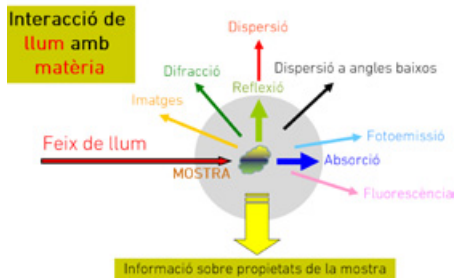 Interacció de
llum amb
matèria
Dispersió
Difracció
Dispersió a angles baixos
Reflexió
Imatges
Fotoemissió
Feix de llum
Absorció
MOSTRA
Fluorescència
Informació sobre propietats de la mostra